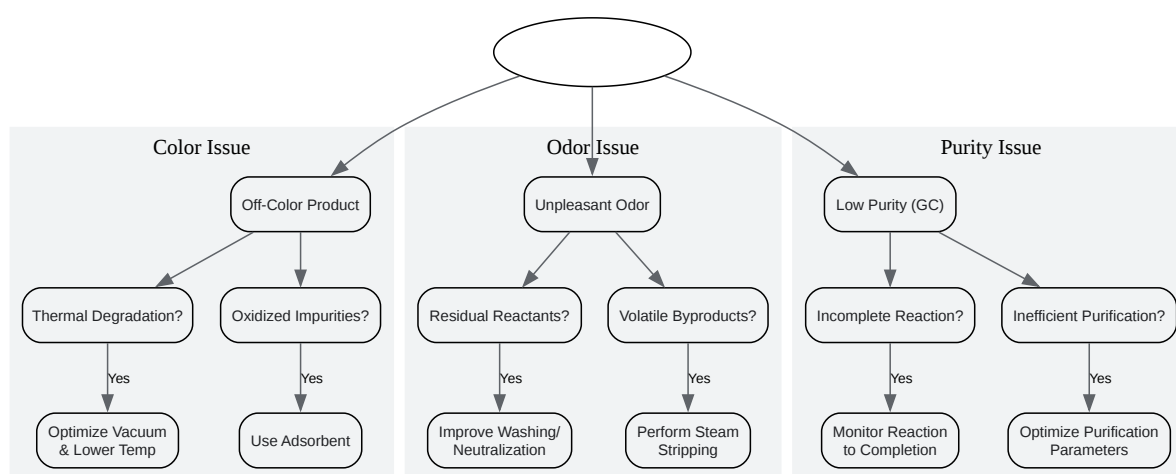 Color Issue
Odor Issue
Purity Issue
Off-Color Product
Unpleasant Odor
Low Purity (GC)
Thermal Degradation?
Oxidized Impurities?
Residual Reactants?
Volatile Byproducts?
Incomplete Reaction?
Inefficient Purification?
Yes
Yes
Yes
Yes
Yes
Yes
Optimize Vacuum
& Lower Temp
Use Adsorbent
Improve Washing/
Neutralization
Perform Steam
Stripping
Monitor Reaction
to Completion
Optimize Purification
Parameters